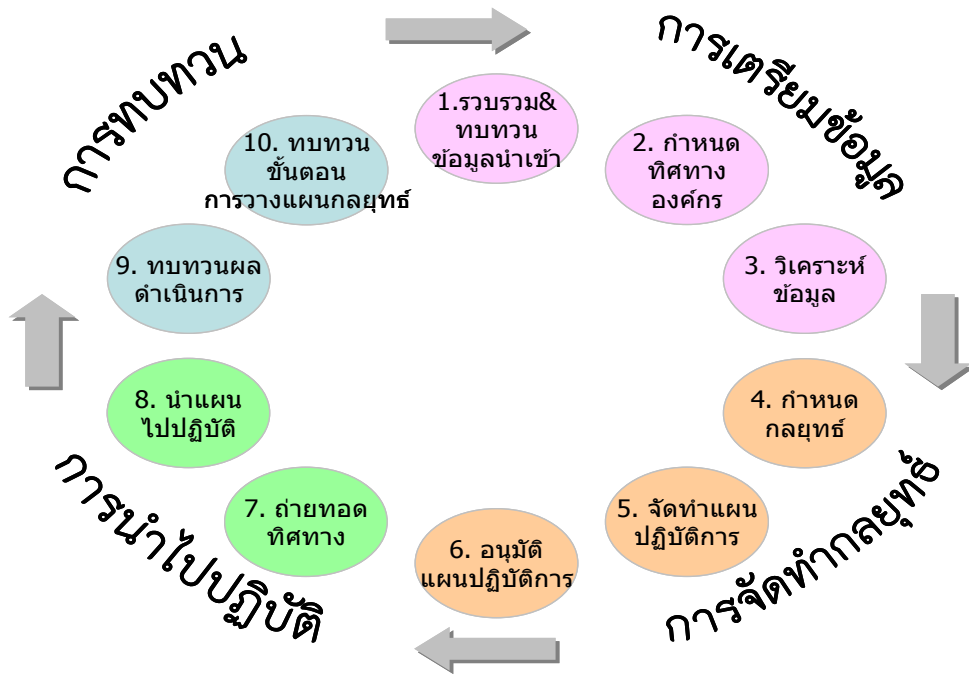 การเตรียมข้อมูล
1.รวบรวม&
ทบทวน
ข้อมูลนำเข้า
2. กำหนด
ทิศทาง
องค์กร
3. วิเคราะห์
ข้อมูล
การจัดทำกลยุทธ์
4. กำหนด
กลยุทธ์
5. จัดทำแผน
ปฏิบัติการ
6. อนุมัติ
แผนปฏิบัติการ
การนำไปปฏิบัติ
7. ถ่ายทอด
ทิศทาง
8. นำแผน
ไปปฏิบัติ
การทบทวน
9. ทบทวนผล
ดำเนินการ
10. ทบทวน
ขั้นตอน
การวางแผนกลยุทธ์